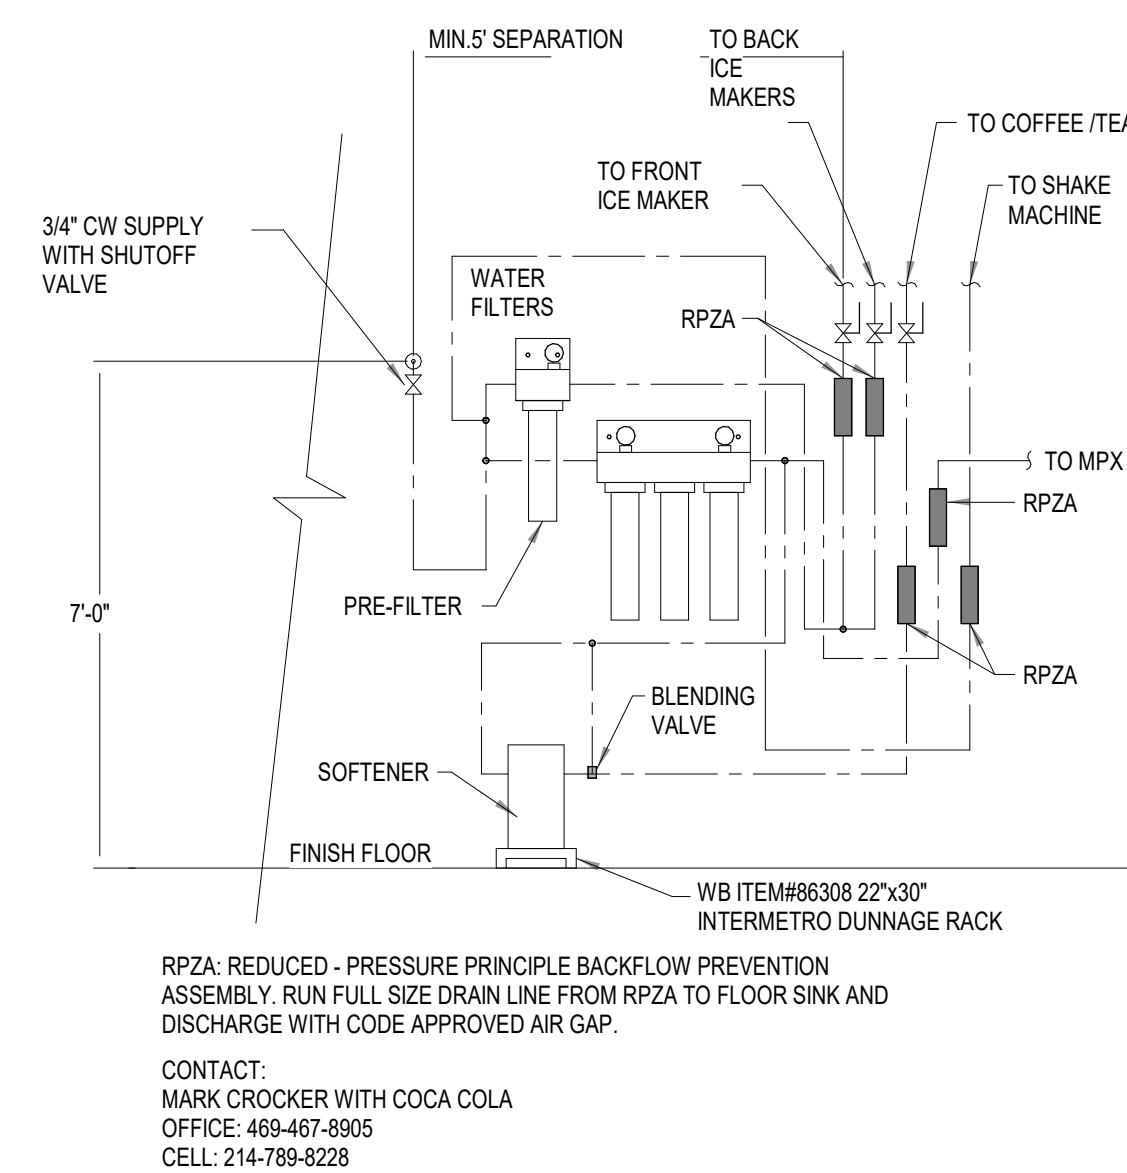 MIN.5' SEPARATION
TO BACK
ICE
MAKERS
TO COFFEE /TEA
TO FRONT
ICE MAKER
TO SHAKE
MACHINE
3/4" CW SUPPLY
WITH SHUTOFF
VALVE
WATER
FILTERS
RPZA
TO MPX
RPZA
7'-0"
PRE-FILTER
RPZA
BLENDING
VALVE
SOFTENER
FINISH FLOOR
WB ITEM#86308 22"x30"
INTERMETRO DUNNAGE RACK
RPZA: REDUCED - PRESSURE PRINCIPLE BACKFLOW PREVENTION
ASSEMBLY. RUN FULL SIZE DRAIN LINE FROM RPZA TO FLOOR SINK AND
DISCHARGE WITH CODE APPROVED AIR GAP.
CONTACT:
MARK CROCKER WITH COCA COLA
OFFICE: 469-467-8905
CELL: 214-789-8228